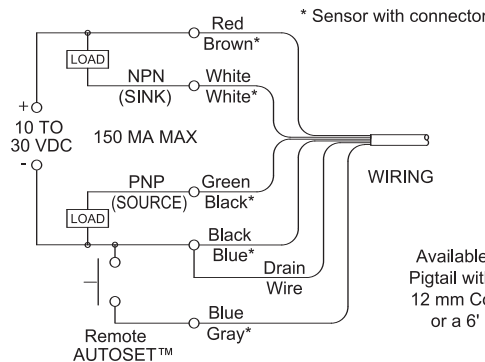 * Sensor with connector
Red
Brown*
LOAD
NPN
(SINK)
White
White*
+
10 TO
30 VDC
-
150 MA MAX
PNP
(SOURCE)
Green
Black*
WIRING
LOAD
Black
Blue*
Drain
Wire
Available
Pigtail with
12 mm Co
or a 6'
Blue
Gray*
Remote
AUTOSET™